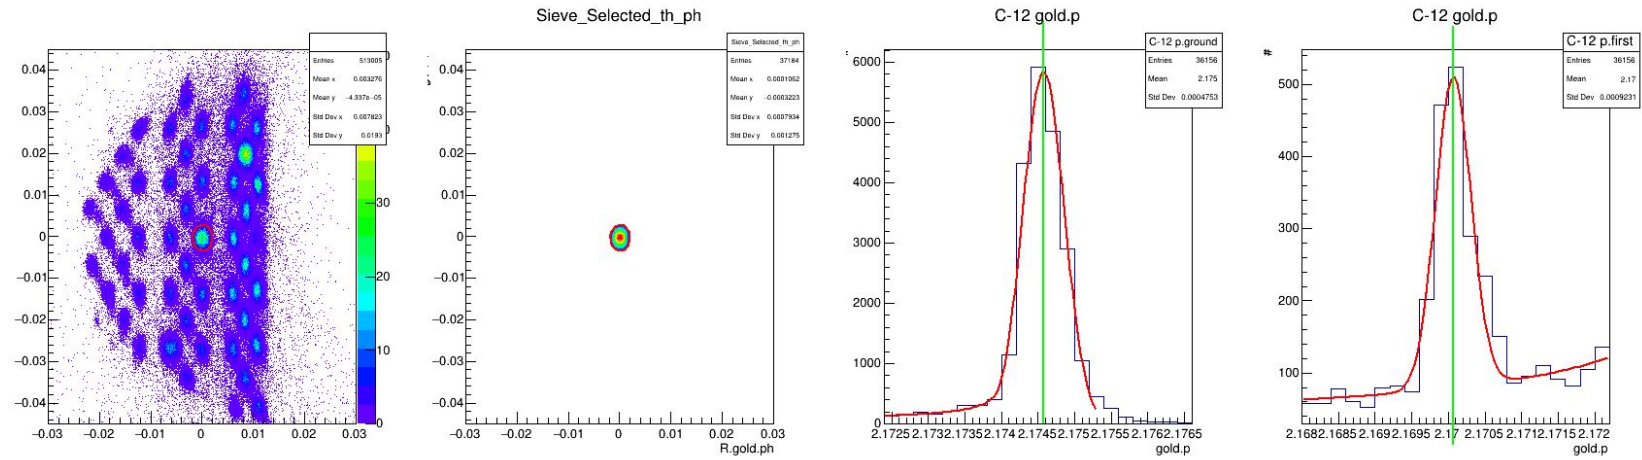 Entries 513005
Mean x 0.003276
Mean y −4.337e−05
Std Dev x 0.007823
Std Dev y 0.0193
0.04
0.03
0.02
0.01
0
−0.01
−0.02
−0.03
−0.04
−0.03 −0.02 −0.01 0 0.01 0.02 0.03
30
20
10
0
Sieve_Selected_th_ph
Sieve_Selected_th_ph
Entries 37184
Mean x 0.0001062
Mean y −0.0003223
Std Dev x 0.0007934
Std Dev y 0.001275
0.04
0.03
0.02
0.01
0
−0.01
−0.02
−0.03
−0.04
−0.03 −0.02 −0.01 0 0.01 0.02 0.03
R.gold.ph
C-12 gold.p
C-12 p.ground
Entries 36156
Mean 2.175
Std Dev 0.0004753
6000
5000
4000
3000
2000
1000
0
2.1725 2.173 2.1735 2.174 2.1745 2.175 2.1755 2.176 2.1765
gold.p
C-12 gold.p
#
C-12 p.first
Entries 36156
Mean 2.17
Std Dev 0.0009231
500
400
300
200
100
2.168 2.1685 2.169 2.1695 2.17 2.1705 2.171 2.1715 2.172
gold.p